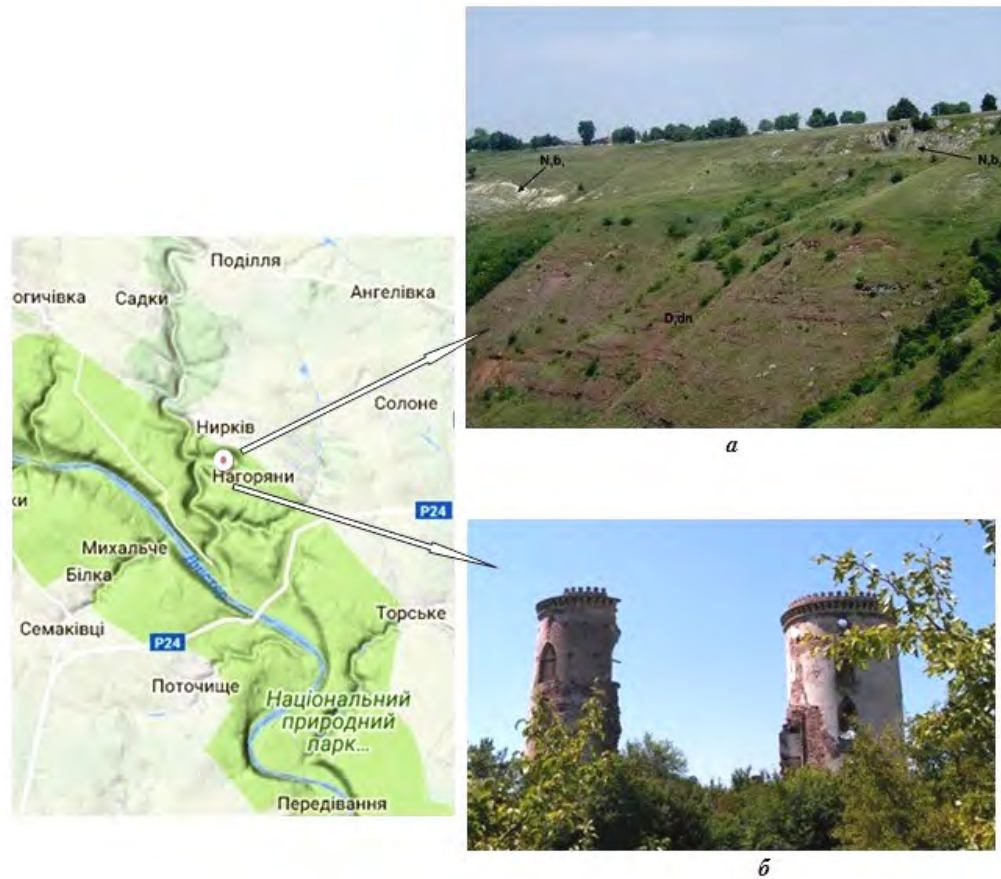 Поділля
огичівка
Садки
Ангелівка
Солоне
Нирків
Нагоряни
P24
ки
Михальче
Білка
Торське
Семаківці
P24
Поточище
Національний
природний
парк...
Передівання
N₁b₁
N₁b₁
D₁dn
а
б